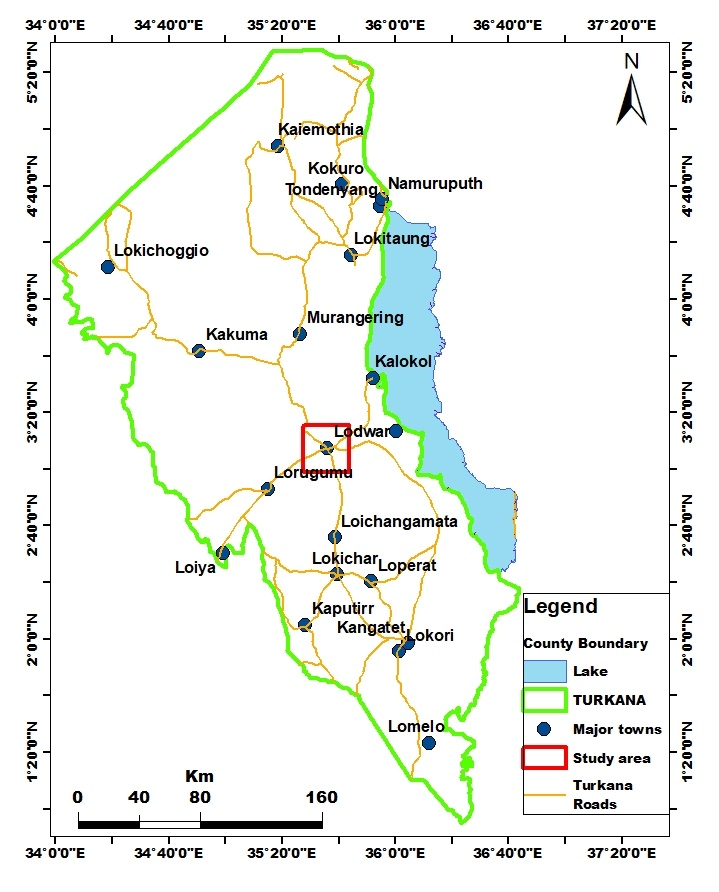 34°0'0"E 34°40'0"E 35°20'0"E 36°0'0"E 36°40'0"E 37°20'0"E
5°20'0"N 5°20'0"N
N
Kaiemothia
Kokuro
Tondenyang Namuruputh
4°40'0"N 4°40'0"N
Lokitaung
Lokichoggio
4°0'0"N 4°0'0"N
Murangering
Kakuma
Kalokol
3°20'0"N 3°20'0"N
Lodwar
Lorugumu
Loichangamata
2°40'0"N 2°40'0"N
Lokichar
Loperat
Loiya
Kaputirr
Kangatet
Lokori
2°0'0"N 2°0'0"N
Lomelo
1°20'0"N 1°20'0"N
Legend
County Boundary
Lake
TURKANA
Major towns
Study area
Turkana
Roads
Km
0 40 80 160
34°0'0"E 34°40'0"E 35°20'0"E 36°0'0"E 36°40'0"E 37°20'0"E